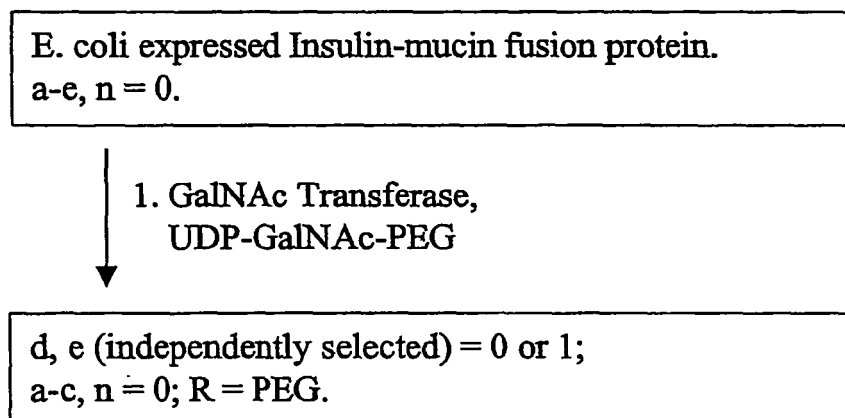 E. coli expressed Insulin-mucin fusion protein.
a-e, n = 0.
1. GalNAc Transferase,
UDP-GalNAc-PEG
d, e (independently selected) = 0 or 1;
a-c, n = 0; R = PEG.